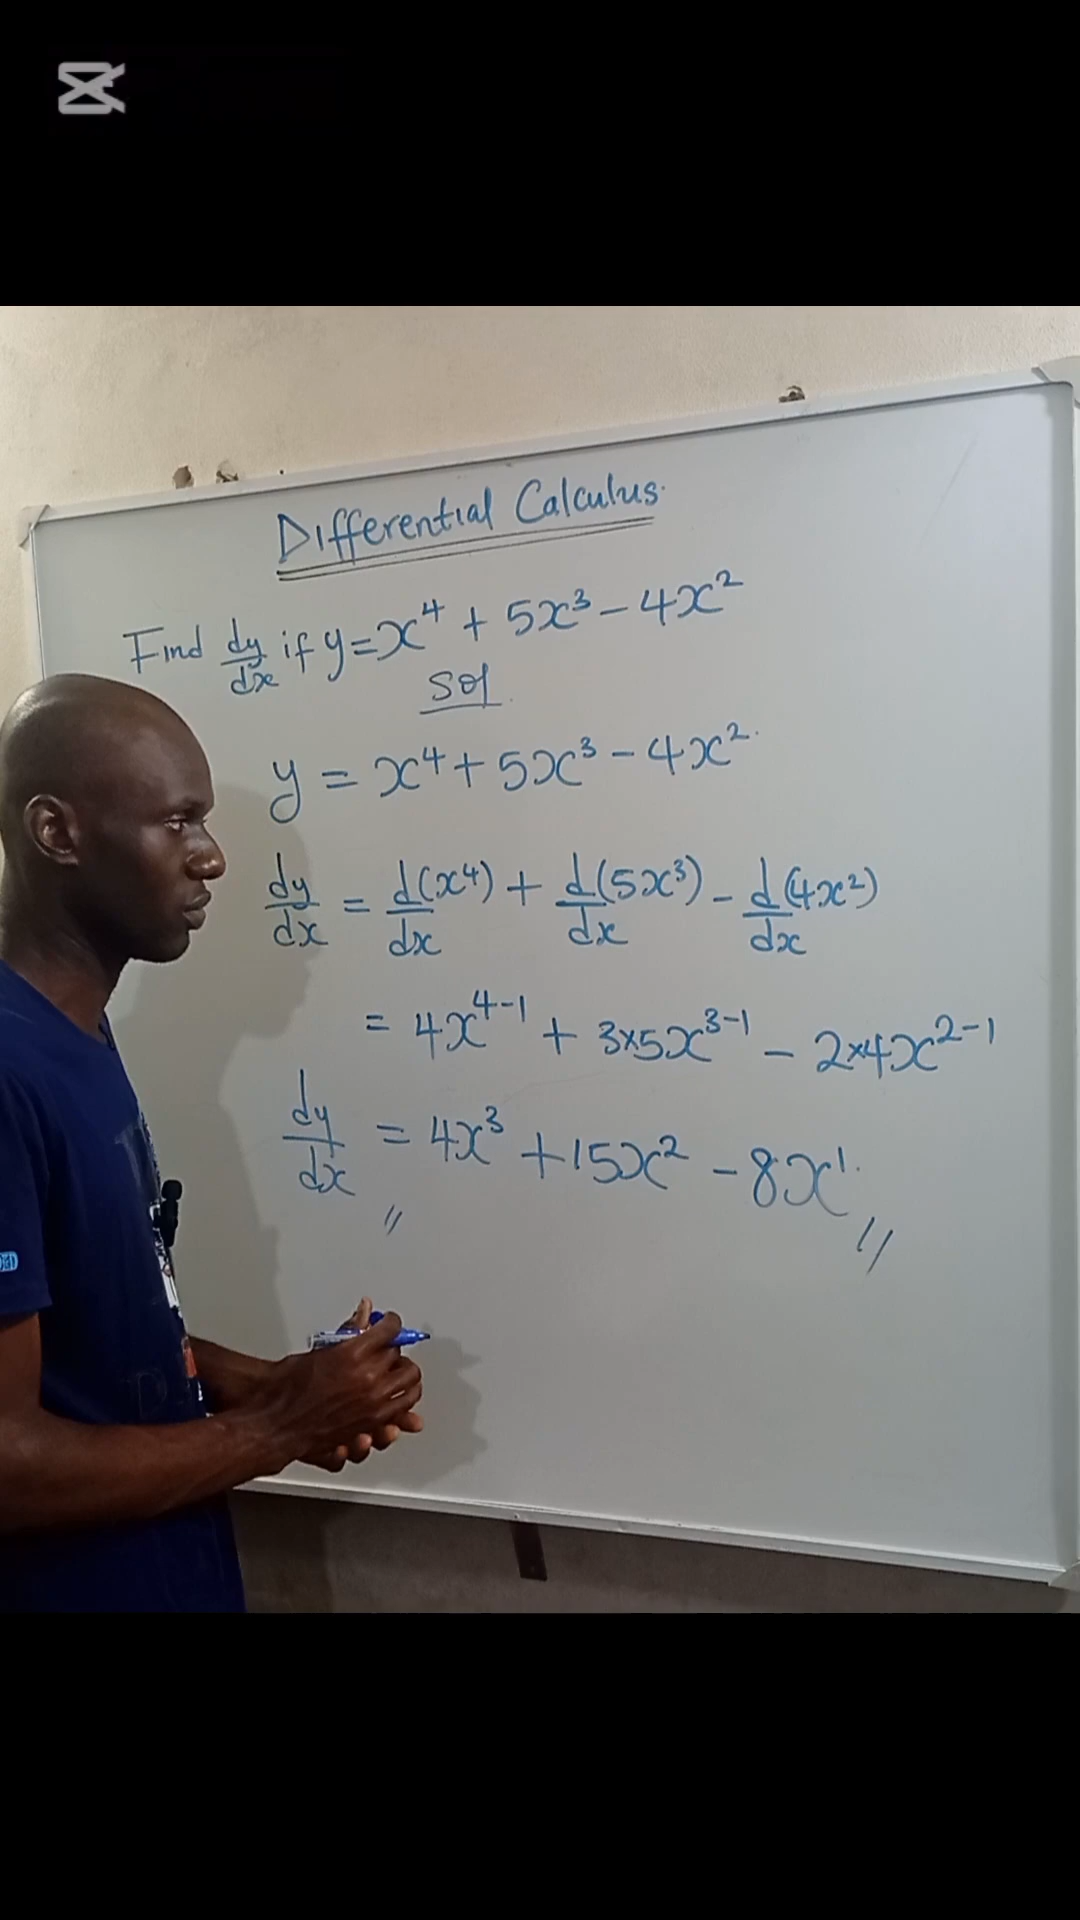 Differential Calculus.
Find dy/dx if y = x⁴ + 5x³ - 4x²
Sol.
y = x⁴ + 5x³ - 4x².
dy/dx = d(x⁴)/dx + d(5x³)/dx - d(4x²)/dx
= 4x⁴⁻¹ + 3×5x³⁻¹ - 2×4x²⁻¹
dy/dx = 4x³ + 15x² - 8x¹.